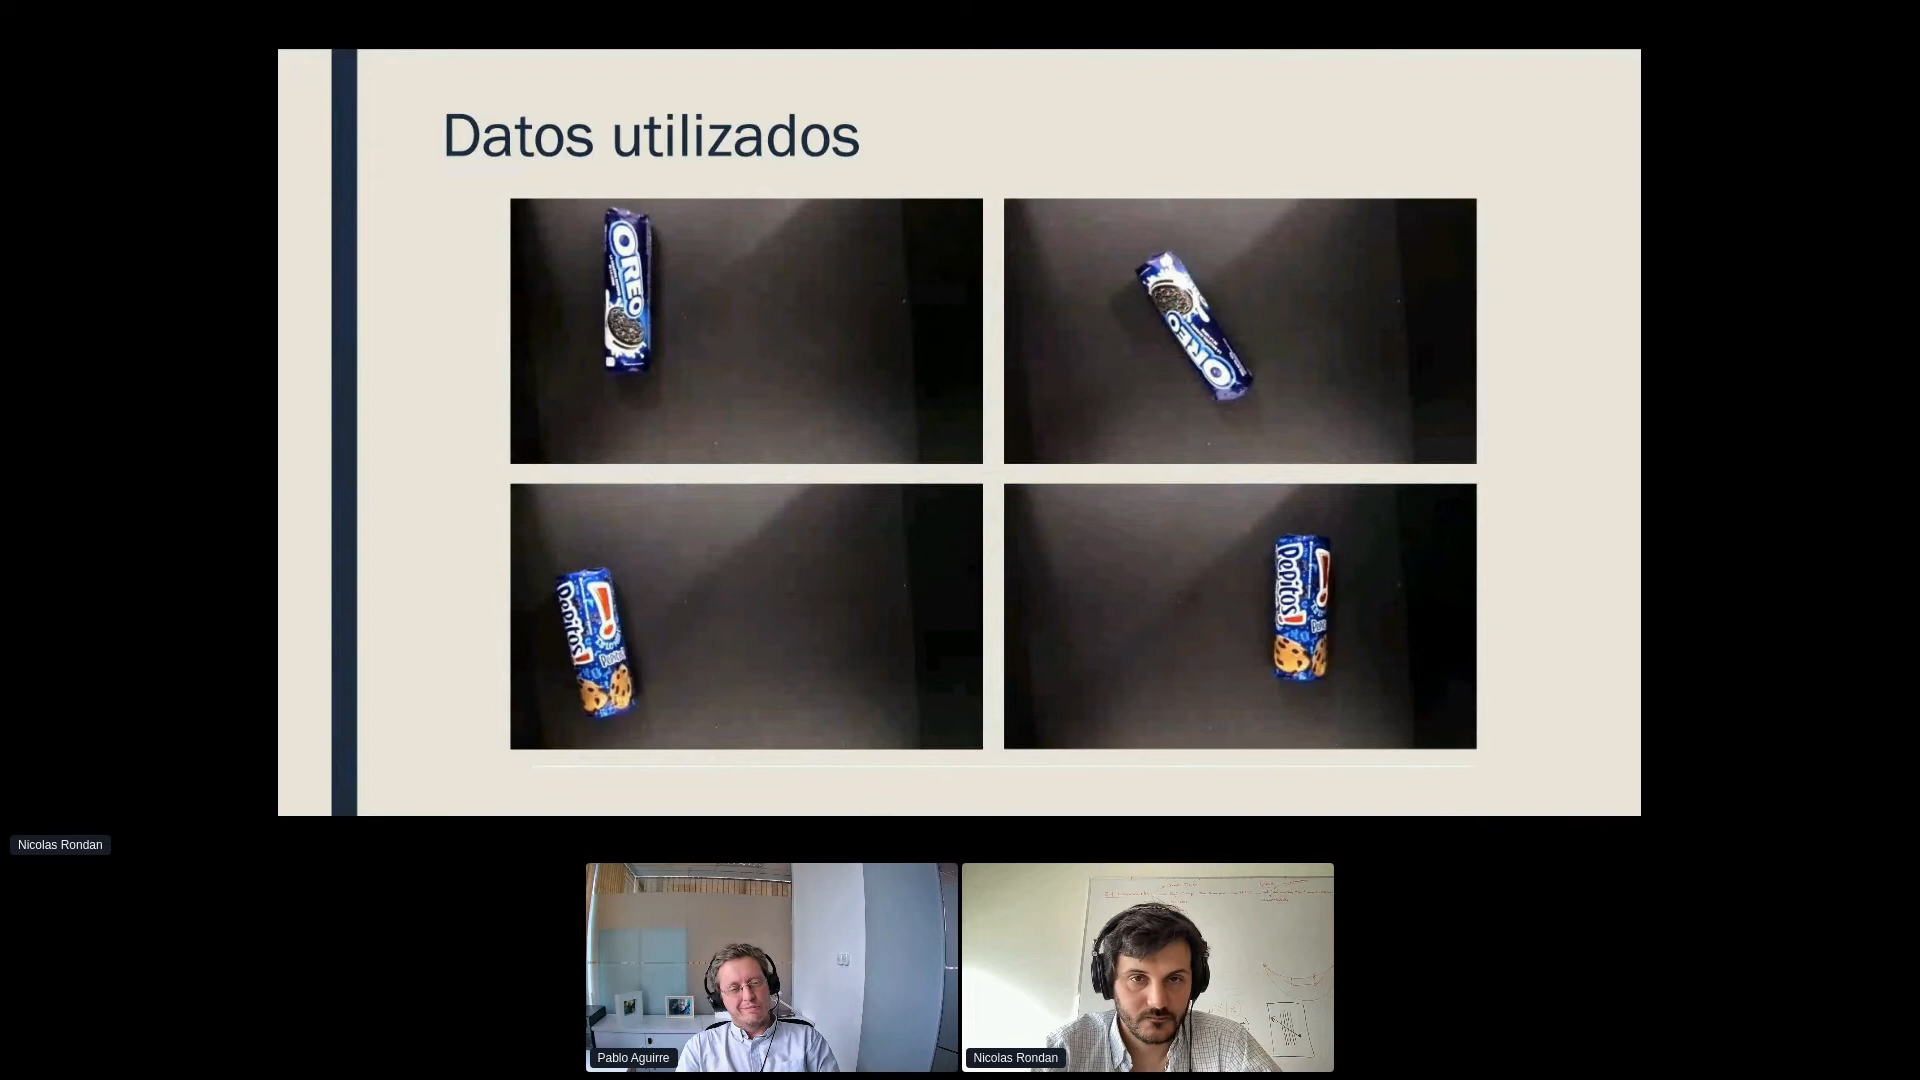 Datos utilizados
OREO
OREO
Pepitos!
Pepitos!
Nicolas Rondan
Pablo Aguirre
Nicolas Rondan